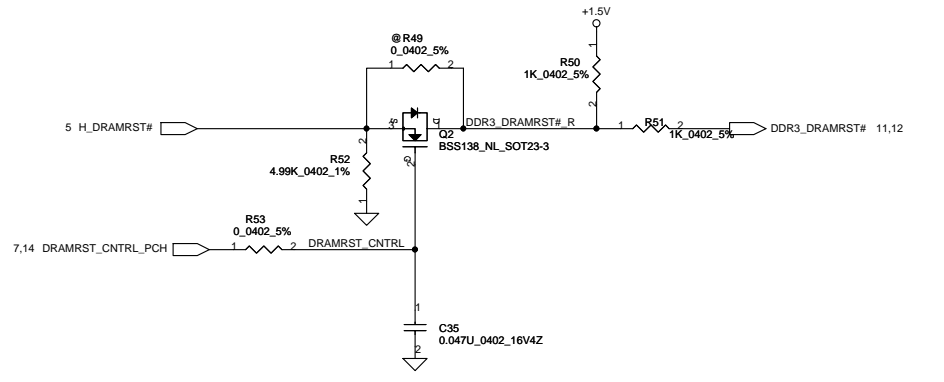 +1.5V
@R49
0_0402_5%
1 2
R50
1K_0402_5%
1
2
5 H_DRAMRST#
3 S D 1
DDR3_DRAMRST#_R
1 R51 2
1K_0402_5%
DDR3_DRAMRST# 11,12
Q2
BSS138_NL_SOT23-3
G
2
R52
4.99K_0402_1%
2
1
R53
0_0402_5%
7,14 DRAMRST_CNTRL_PCH
1 2
DRAMRST_CNTRL
1
C35
0.047U_0402_16V4Z
2